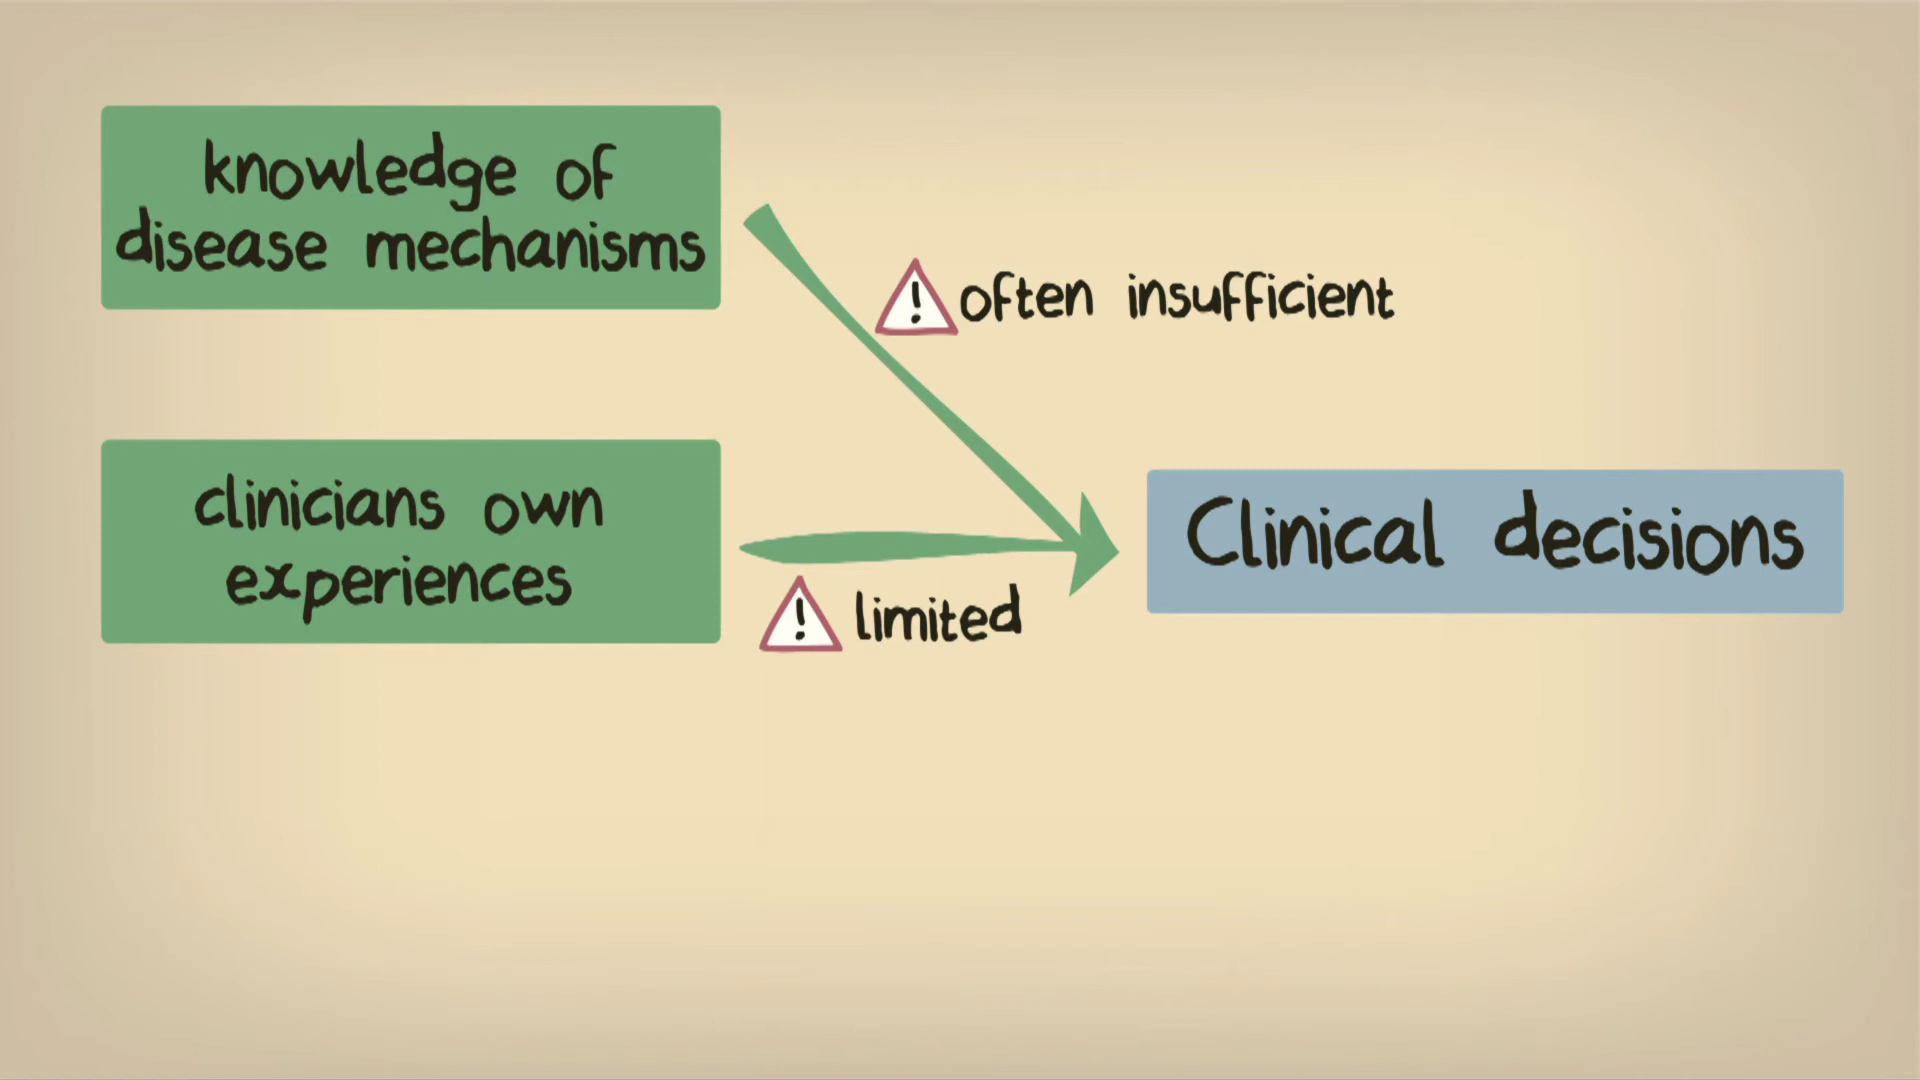 knowledge of
disease mechanisms
! often insufficient
clinicians own
experiences
! limited
Clinical decisions